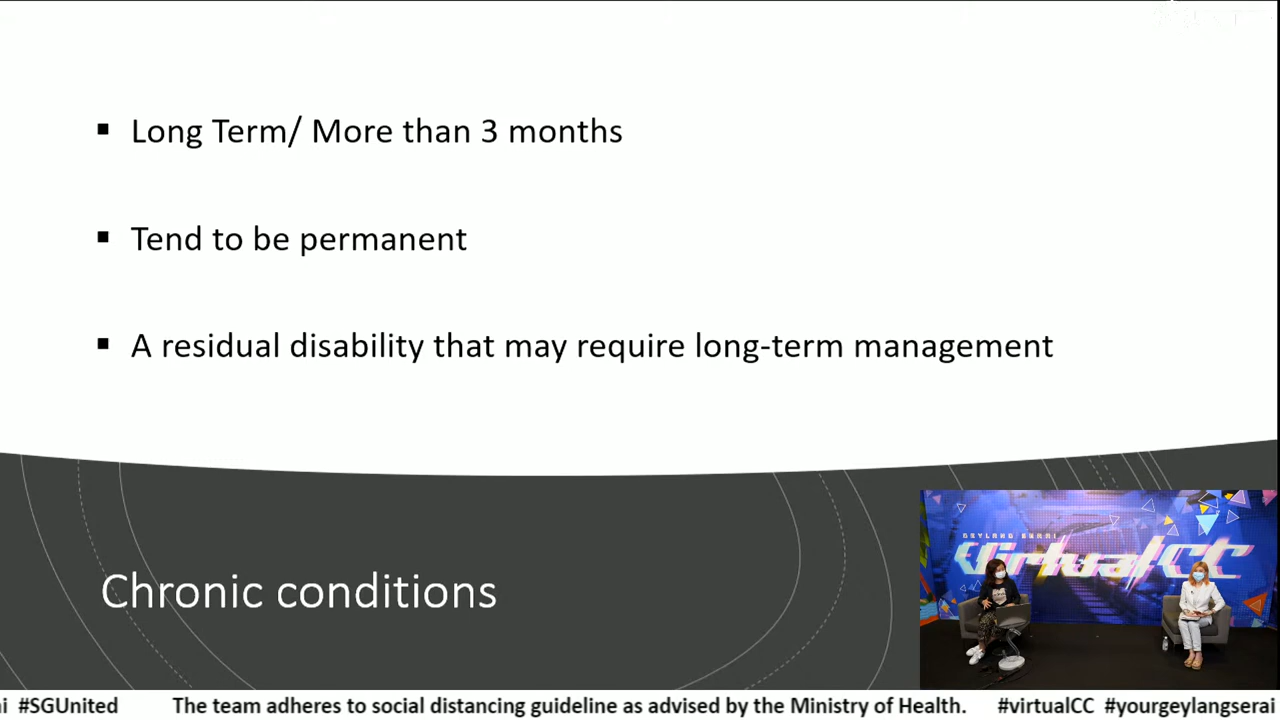 ▪ Long Term/ More than 3 months
▪ Tend to be permanent
▪ A residual disability that may require long-term management
Chronic conditions
GEYLANG SERAI
VirtualCC
i #SGUnited The team adheres to social distancing guideline as advised by the Ministry of Health. #virtualCC #yourgeylangserai